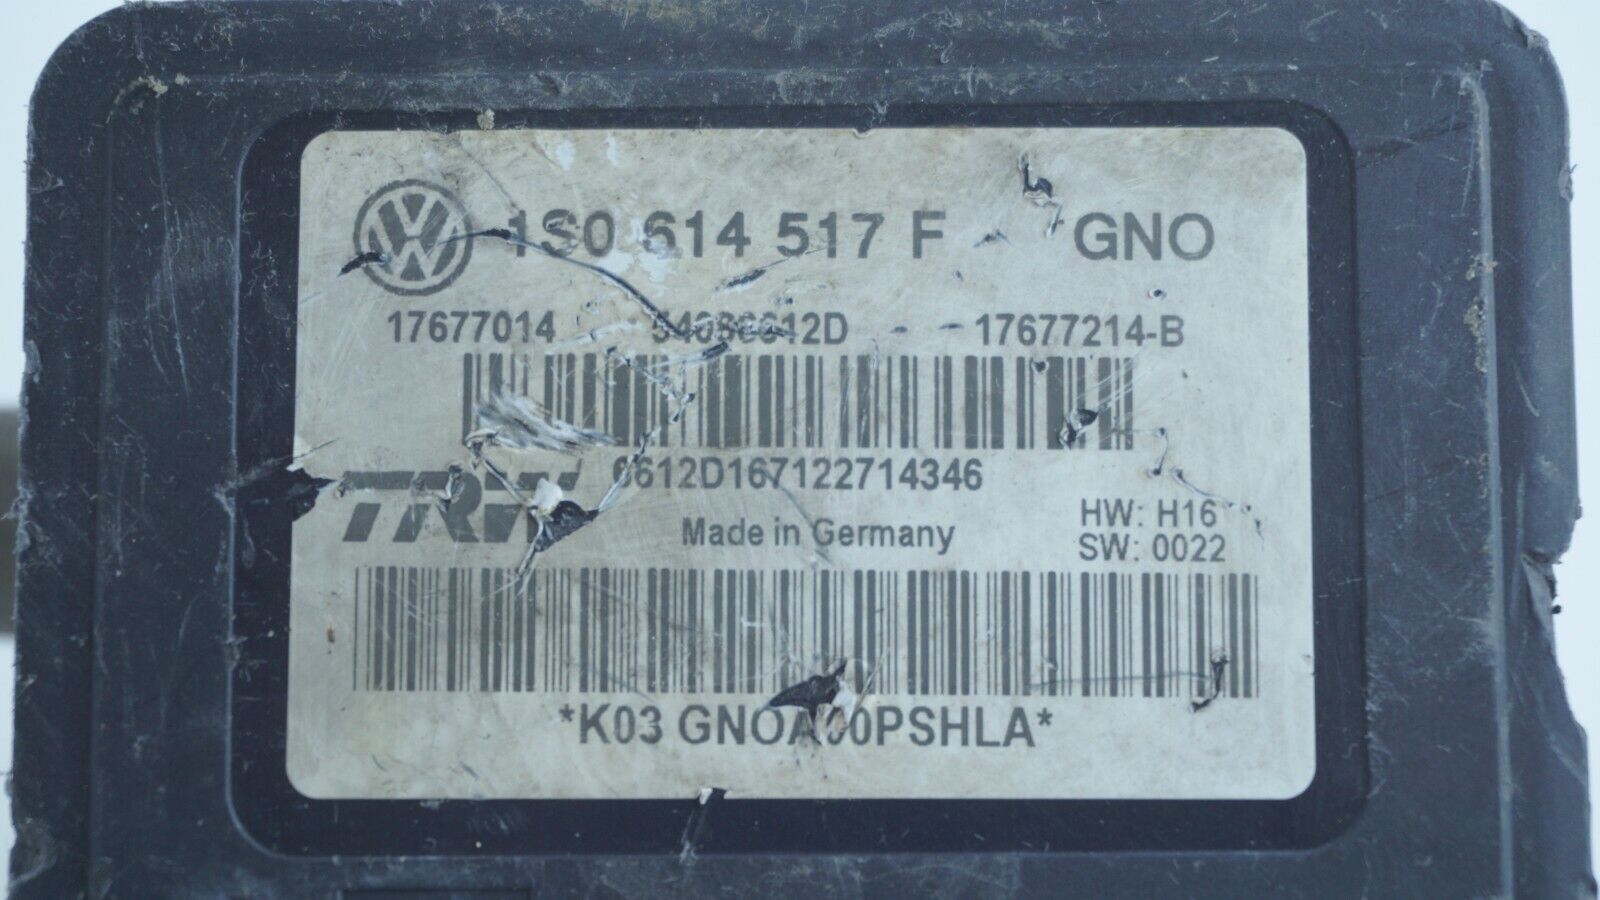 1S0 614 517 F GNO
17677014 17677214-B
TRW 6612D167122714346
Made in Germany
HW: H16
SW: 0022
*K03 GNOA00PSHLA*